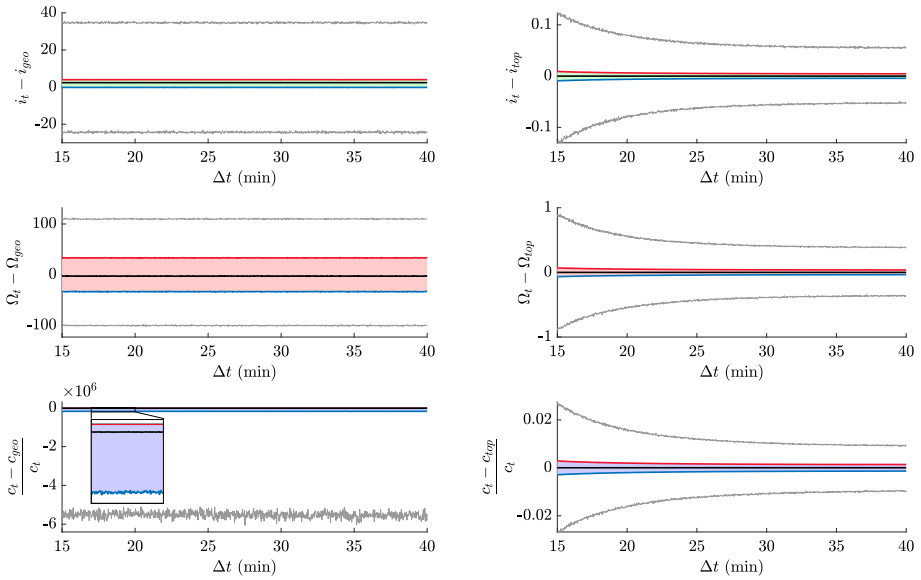 40
20
0
-20
i_t − i_geo
15 20 25 30 35 40
Δt (min)
0.1
0
-0.1
i_t − i_top
15 20 25 30 35 40
Δt (min)
100
0
-100
Ω_t − Ω_geo
15 20 25 30 35 40
Δt (min)
1
0
-1
Ω_t − Ω_top
15 20 25 30 35 40
Δt (min)
×10^6
0
-2
-4
-6
c_t − c_geo
c_t
15 20 25 30 35 40
Δt (min)
0.02
0
-0.02
c_t − c_top
c_t
15 20 25 30 35 40
Δt (min)